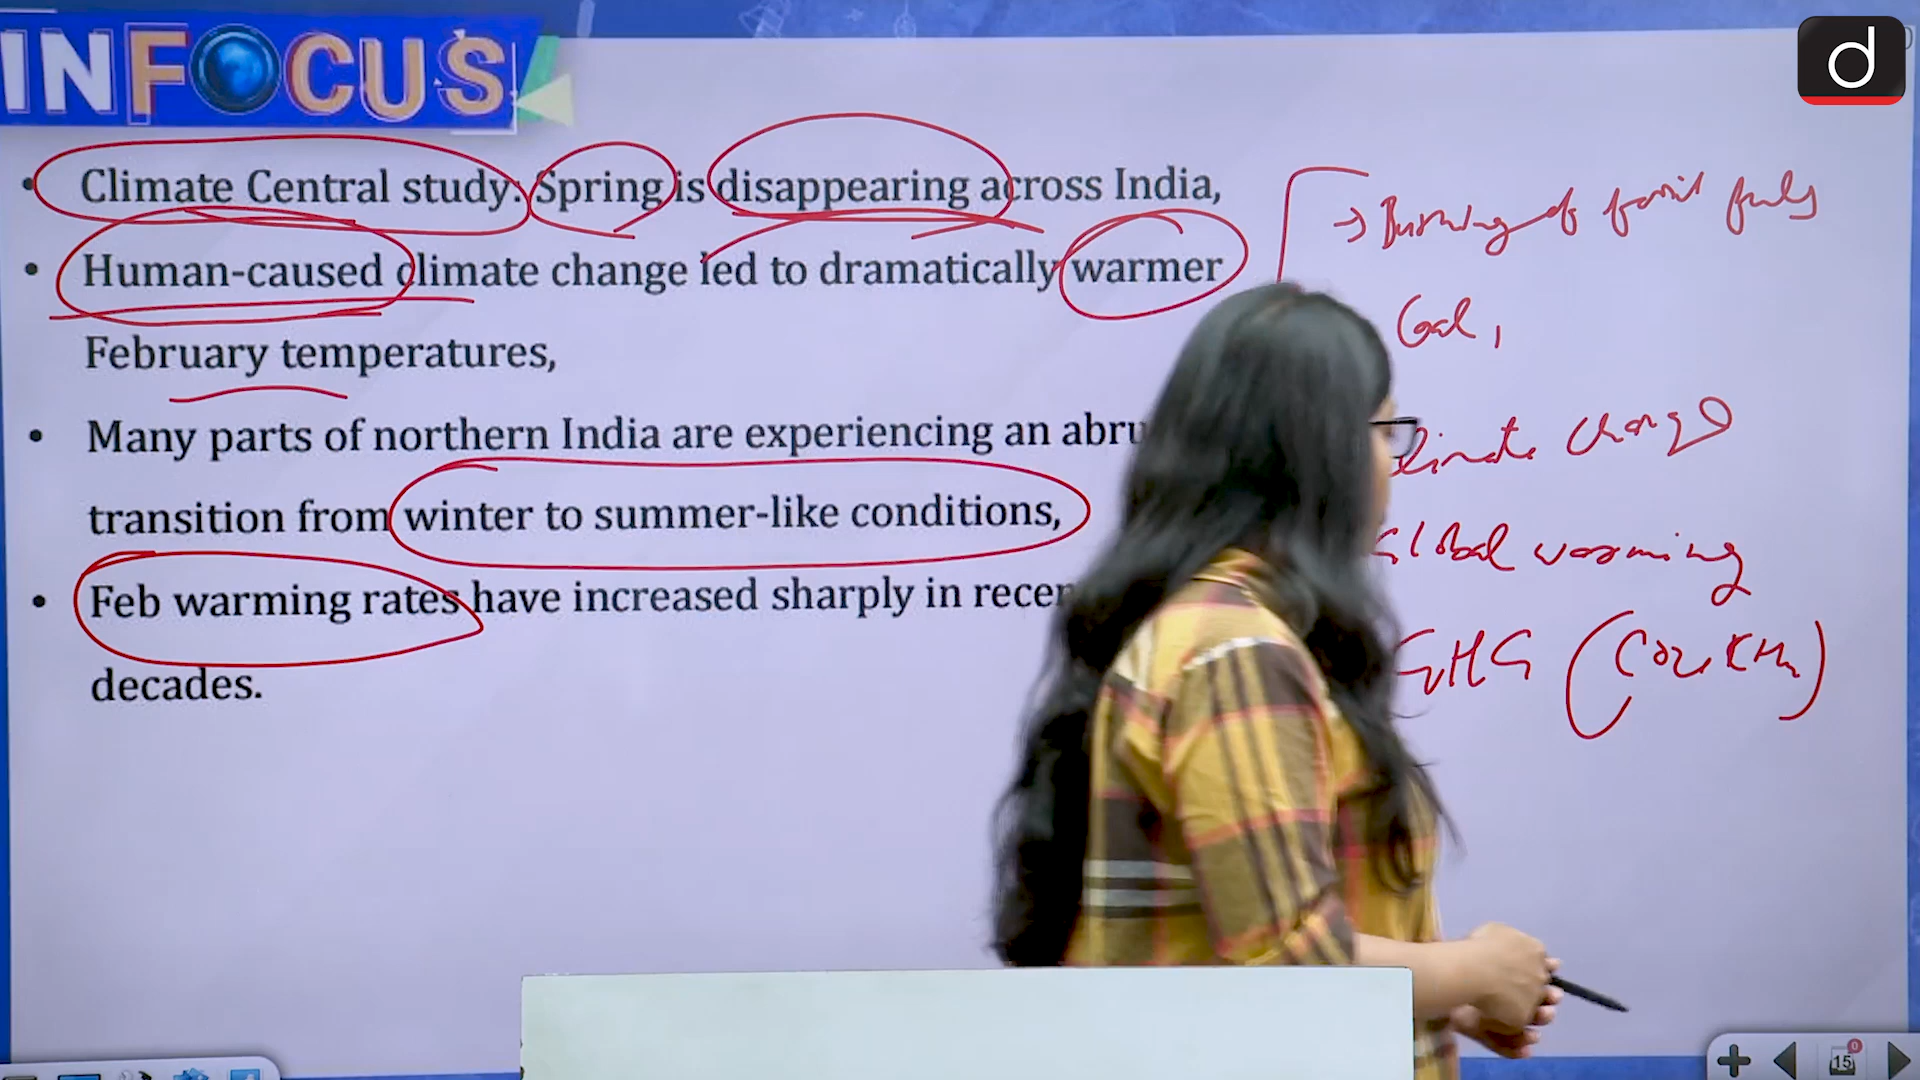 INFOCUS
d
• Climate Central study: Spring is disappearing across India,
• Human-caused climate change led to dramatically warmer
February temperatures,
• Many parts of northern India are experiencing an abru
transition from winter to summer-like conditions,
• Feb warming rates have increased sharply in recen
decades.
→ Burning of fossil fuels
Coal,
limate change
Global warming
GHG (CO2,
15
0